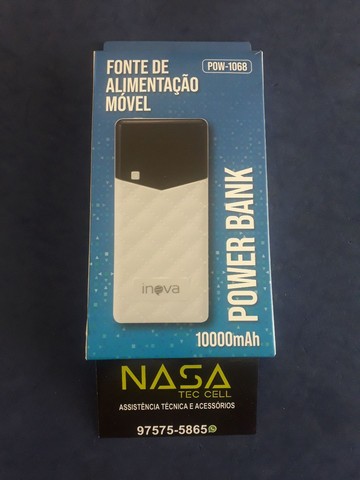 FONTE DE
ALIMENTAÇÃO
MÓVEL
POW-1068
inova
POWER BANK
10000mAh
NASA
TEC CELL
ASSISTÊNCIA TÉCNICA E ACESSÓRIOS
97575-5865